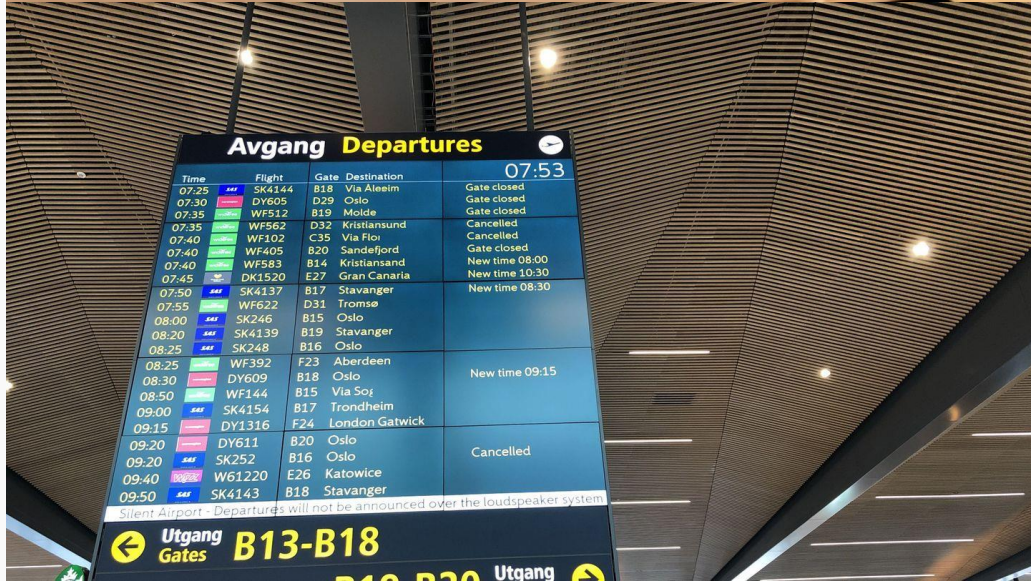 Avgang Departures
07:53
Time Flight Gate Destination
07:25 SAS SK4144 B18 Via Gate closed
07:30 DY605 D29 Oslo Gate closed
07:35 WF512 B19 Molde Gate closed
07:35 WF562 D32 Kristiansund Cancelled
07:40 WF102 C35 Via Cancelled
07:40 WF405 B20 Sandefjord Gate closed
07:40 WF583 B14 Kristiansand New time 08:00
07:45 DK1520 E27 Gran Canaria New time 10:30
07:50 SAS SK4137 B17 Stavanger New time 08:30
07:55 WF622 D31 Tromsø
08:00 SAS SK246 B15 Oslo
08:20 SAS SK4139 B19 Stavanger
08:25 SAS SK248 B16 Oslo
08:25 WF392 F23 Aberdeen
08:30 DY609 B18 Oslo New time 09:15
08:50 WF144 B15 Via
09:00 SAS SK4154 B17 Trondheim
09:15 DY1316 F24 London Gatwick
09:20 DY611 B20 Oslo
09:20 SAS SK252 B16 Oslo Cancelled
09:40 W61220 E26 Katowice
09:50 SAS SK4143 B18 Stavanger
Silent Airport - Departures will not be announced over the loudspeaker system
Utgang
Gates B13-B18
B19-B20 Utgang